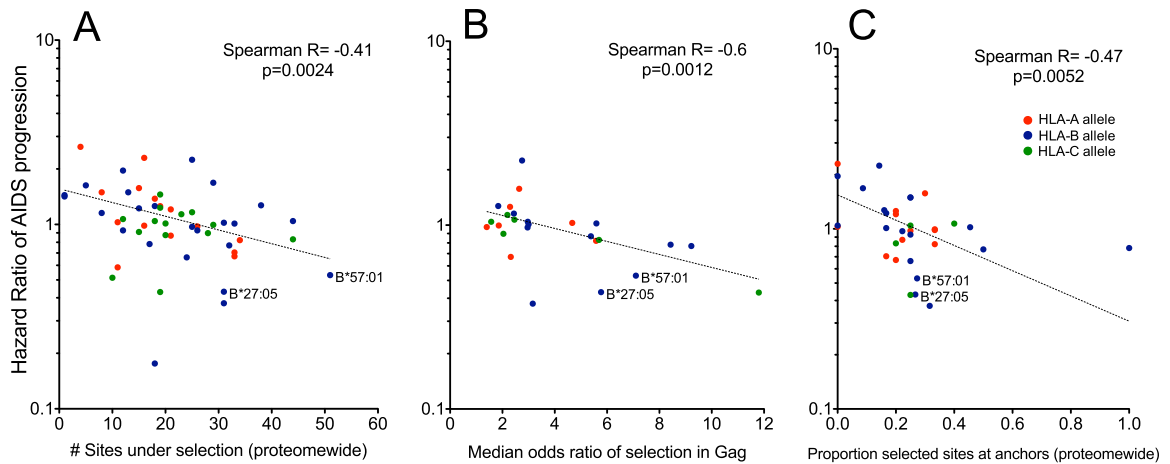 A
B
C
Spearman R= -0.41
p=0.0024
Spearman R= -0.6
p=0.0012
Spearman R= -0.47
p=0.0052
HLA-A allele
HLA-B allele
HLA-C allele
Hazard Ratio of AIDS progression
10
1
0.1
B*57:01
B*27:05
0
10
20
30
40
50
60
# Sites under selection (proteomewide)
10
1
0.1
B*57:01
B*27:05
0
2
4
6
8
10
12
Median odds ratio of selection in Gag
10
1
0.1
B*57:01
B*27:05
0.0
0.2
0.4
0.6
0.8
1.0
Proportion selected sites at anchors (proteomewide)